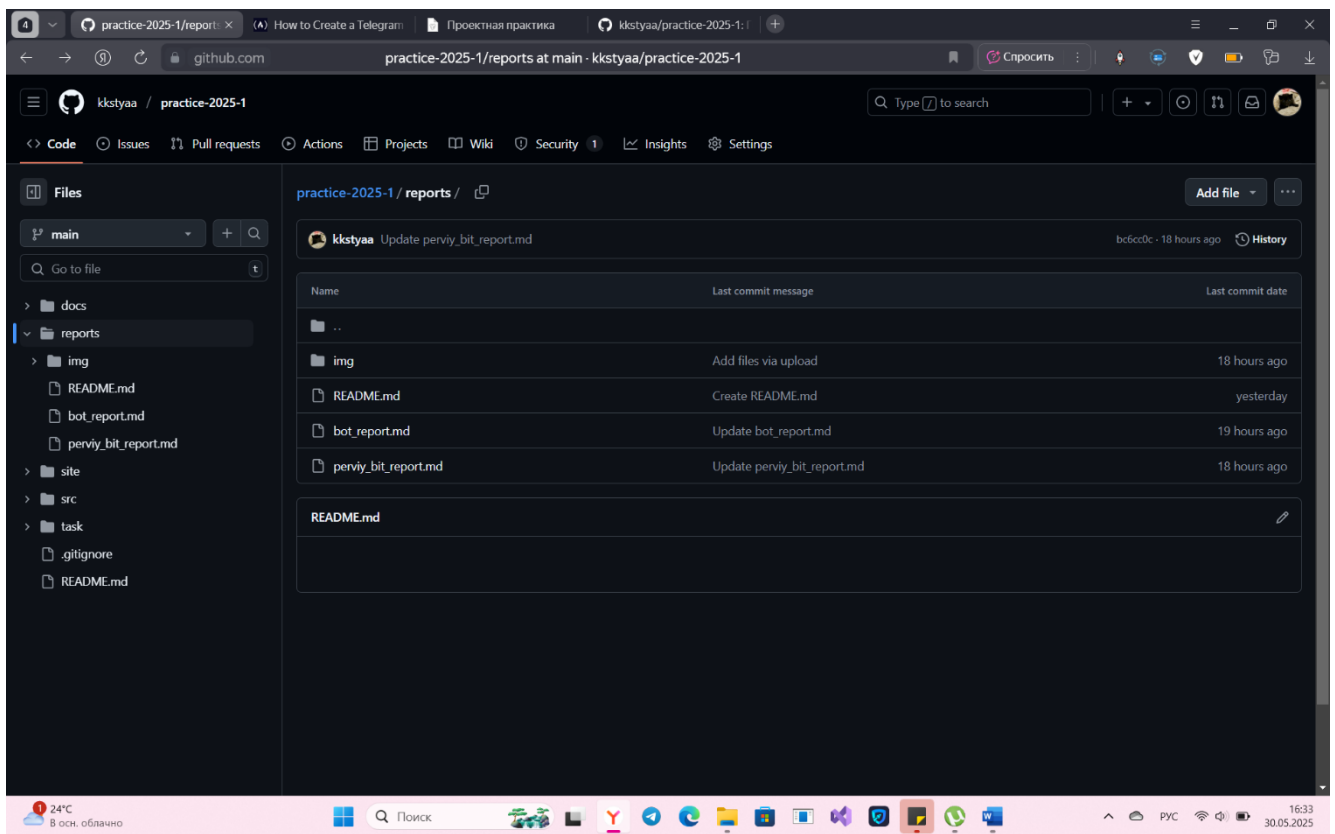 4 practice-2025-1/reports × How to Create a Telegram Проектная практика kkstyaa/practice-2025-1:
github.com practice-2025-1/reports at main · kkstyaa/practice-2025-1 Спросить
kkstyaa / practice-2025-1 Type / to search
Code Issues Pull requests Actions Projects Wiki Security 1 Insights Settings
Files
main
Go to file t
docs
reports
img
README.md
bot_report.md
perviy_bit_report.md
site
src
task
.gitignore
README.md
practice-2025-1 / reports / Add file
kkstyaa Update perviy_bit_report.md bc6cc0c · 18 hours ago History
Name Last commit message Last commit date
..
img Add files via upload 18 hours ago
README.md Create README.md yesterday
bot_report.md Update bot_report.md 19 hours ago
perviy_bit_report.md Update perviy_bit_report.md 18 hours ago
README.md
1 24°C
В осн. облачно
Поиск
РУС
16:33
30.05.2025